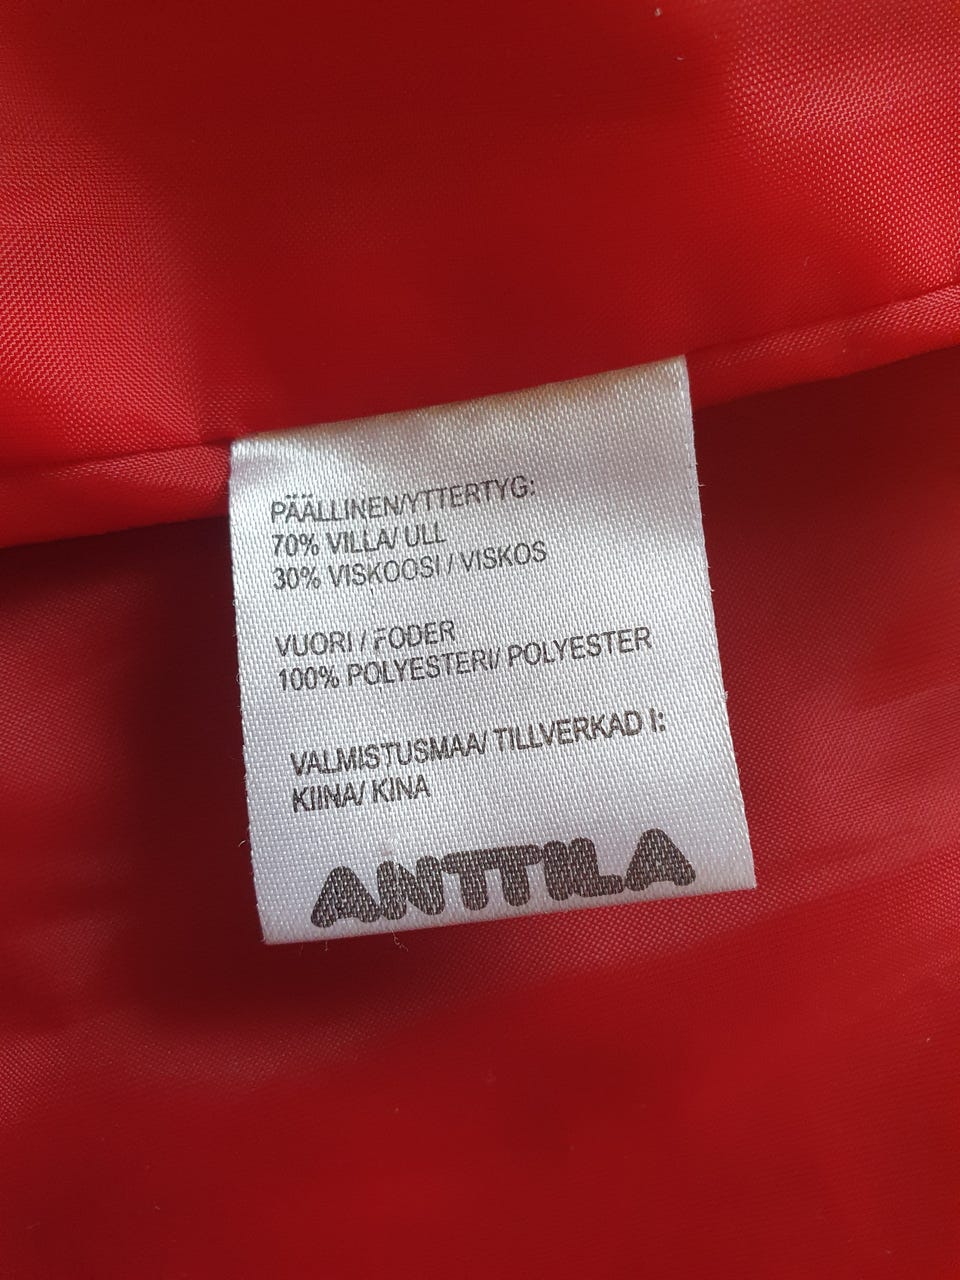 PÄÄLLINEN/YTTERTYG:
70% VILLA/ ULL
30% VISKOOSI / VISKOS
VUORI / FODER
100% POLYESTERI/ POLYESTER
VALMISTUSMAA/ TILLVERKAD I:
KIINA/ KINA
ANTTILA